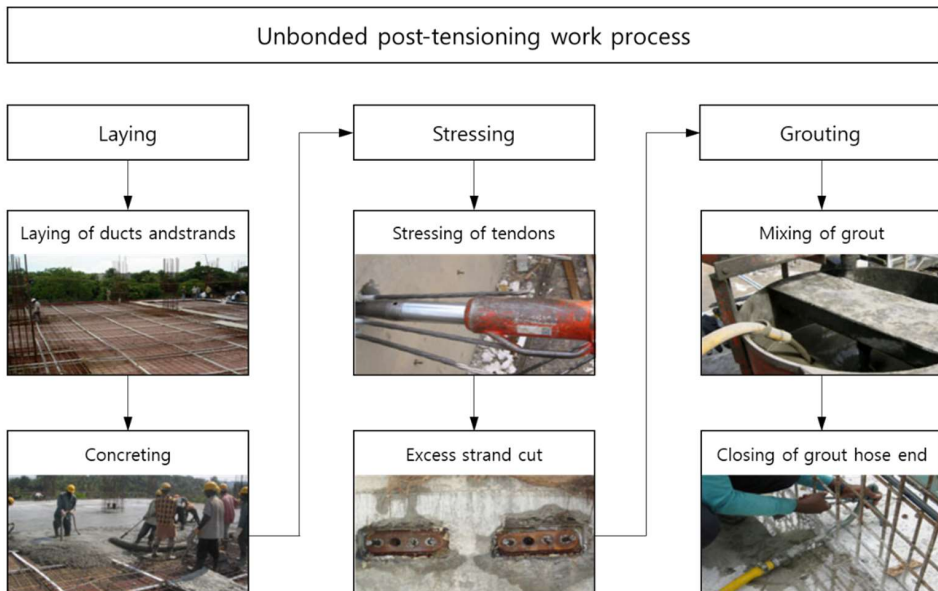 Unbonded post-tensioning work process
Laying
Stressing
Grouting
Laying of ducts andstrands
Stressing of tendons
Mixing of grout
Concreting
Excess strand cut
Closing of grout hose end